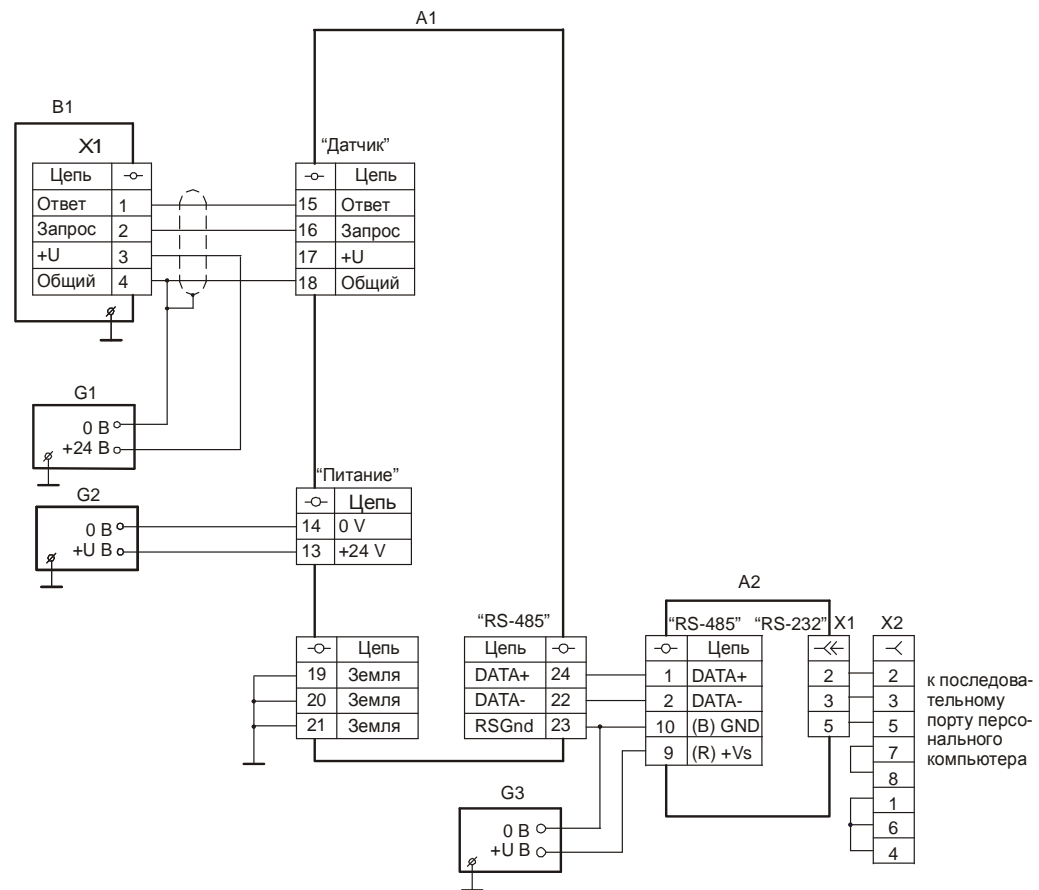 A1
B1
X1
Цепь
Ответ 1
Запрос 2
+U 3
Общий 4
“Датчик”
Цепь
15 Ответ
16 Запрос
17 +U
18 Общий
G1
0 В
+24 В
G2
0 В
+U В
“Питание”
Цепь
14 0 V
13 +24 V
Цепь
19 Земля
20 Земля
21 Земля
“RS-485”
Цепь
DATA+ 24
DATA- 22
RSGnd 23
A2
“RS-485” “RS-232” X1
Цепь
1 DATA+
2 DATA-
10 (B) GND
9 (R) +Vs
2
3
5
X2
2
3
5
7
8
1
6
4
к последова-
тельному
порту персо-
нального
компьютера
G3
0 В
+U В